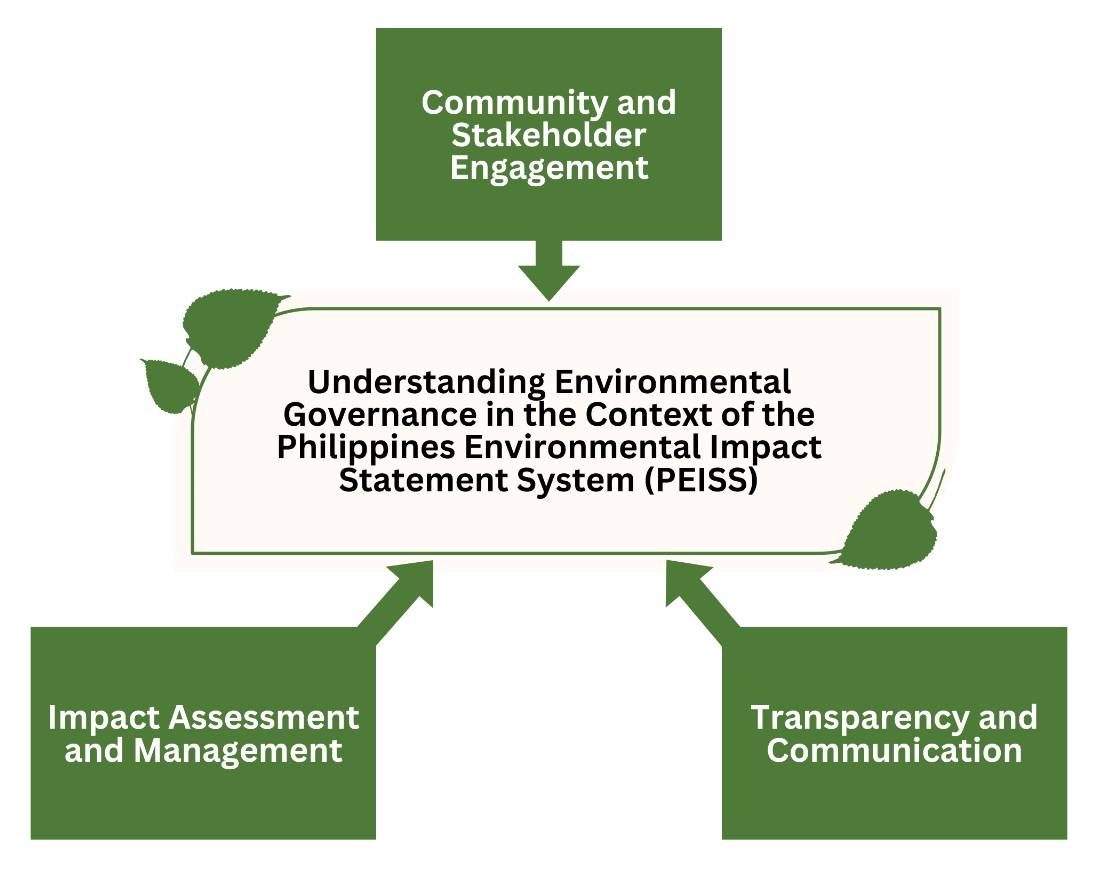 Community and
Stakeholder
Engagement
Understanding Environmental
Governance in the Context of the
Philippines Environmental Impact
Statement System (PEISS)
Impact Assessment
and Management
Transparency and
Communication